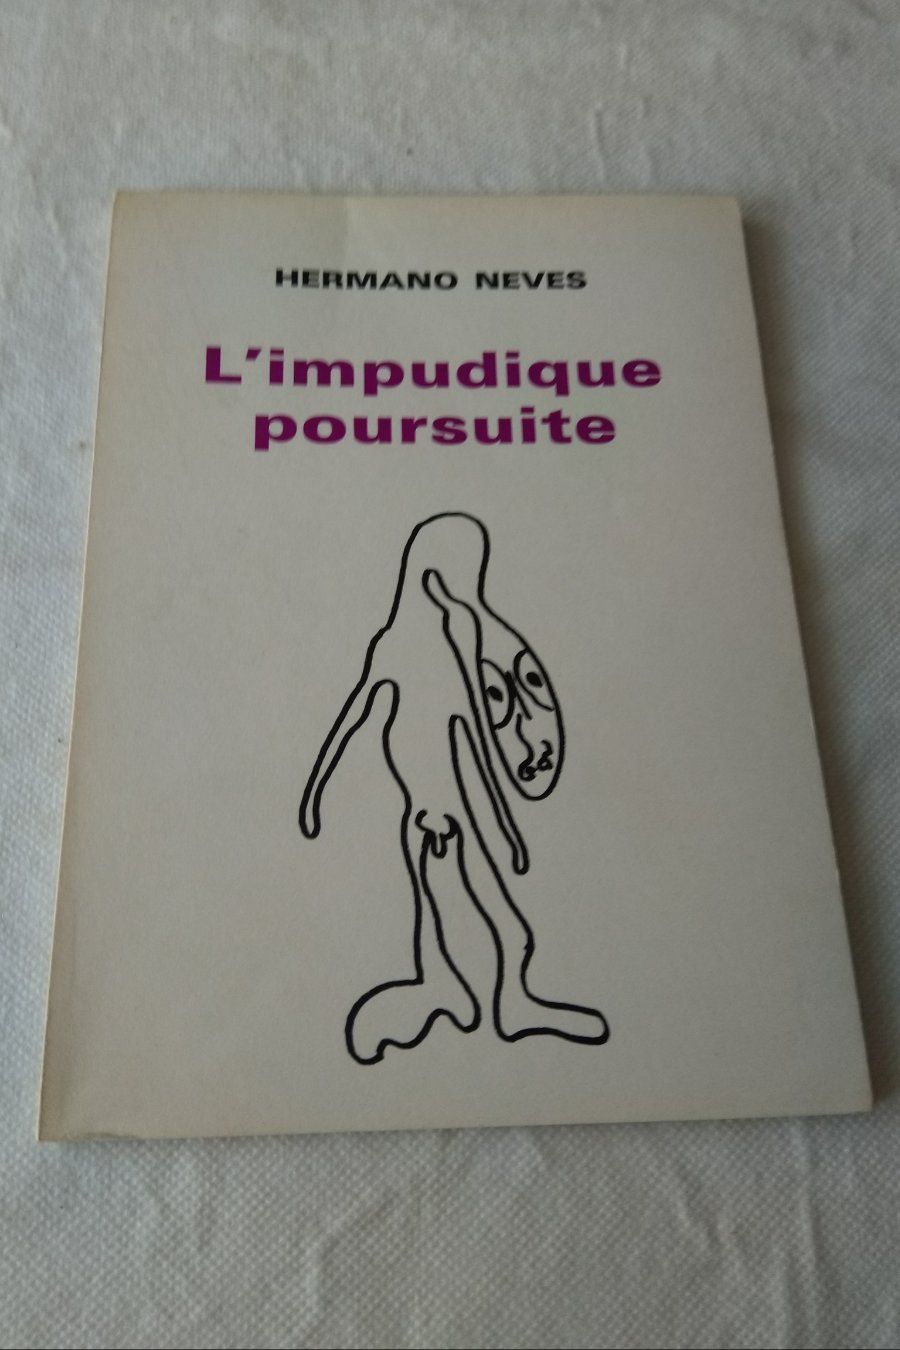 HERMANO NEVES
L'impudique
poursuite